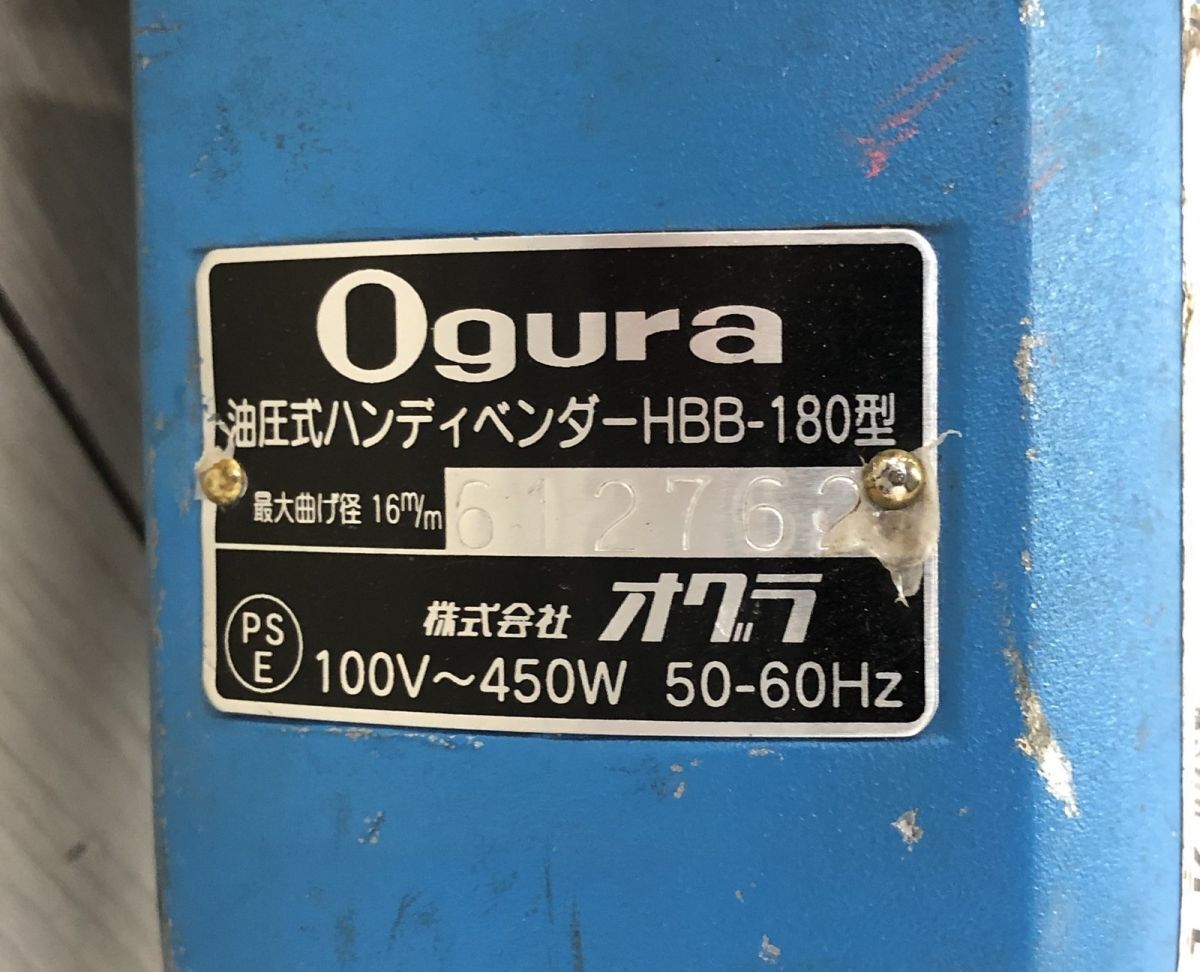 Ogura
油圧式ハンディベンダーHBB-180型
最大曲げ径 16m/m 612762
株式会社 オグラ
PS
E
100V～450W 50-60Hz